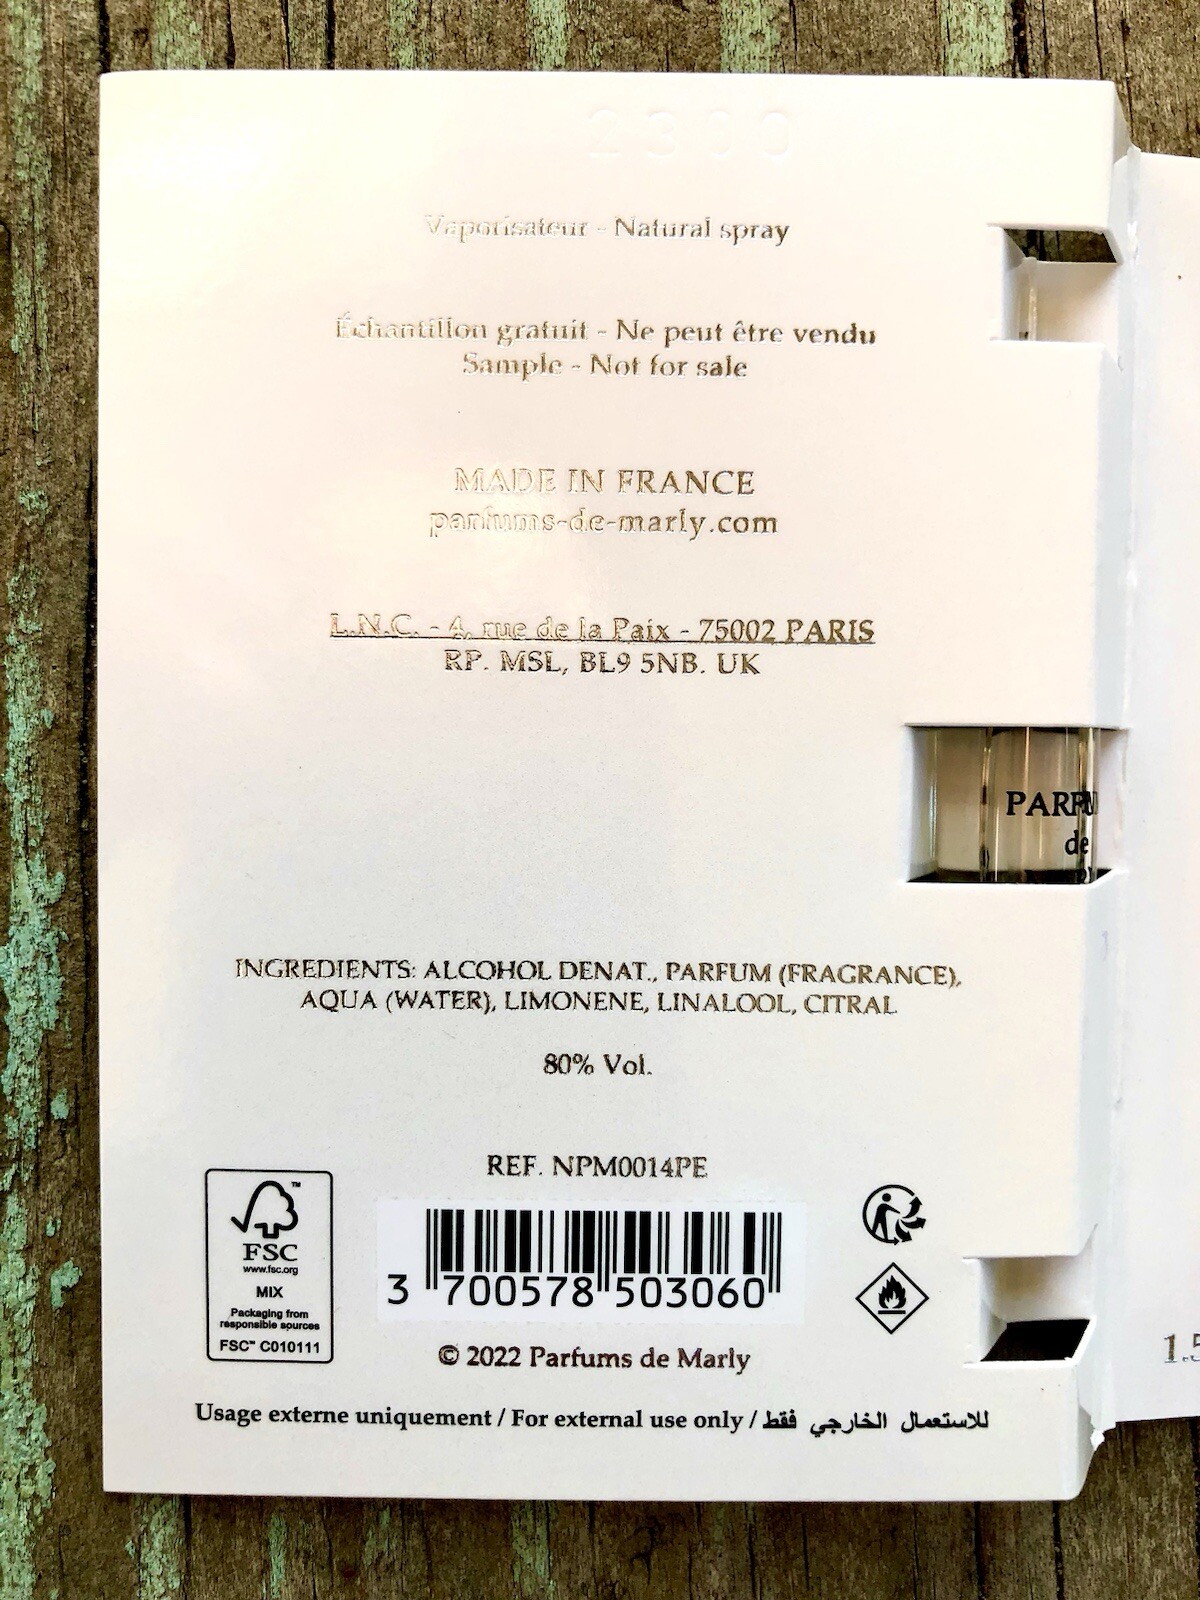 2300
Vaporisateur - Natural spray
Échantillon gratuit - Ne peut être vendu
Sample - Not for sale
MADE IN FRANCE
parfums-de-marly.com
L.N.C. - 4, rue de la Paix - 75002 PARIS
RP. MSL, BL9 5NB. UK
PARFUM
de
INGREDIENTS: ALCOHOL DENAT., PARFUM (FRAGRANCE),
AQUA (WATER), LIMONENE, LINALOOL, CITRAL
80% Vol.
REF. NPM0014PE
FSC
www.fsc.org
MIX
Packaging from
responsible sources
FSC™ C010111
3 700578 503060
© 2022 Parfums de Marly
Usage externe uniquement / For external use only / للاستعمال الخارجي فقط